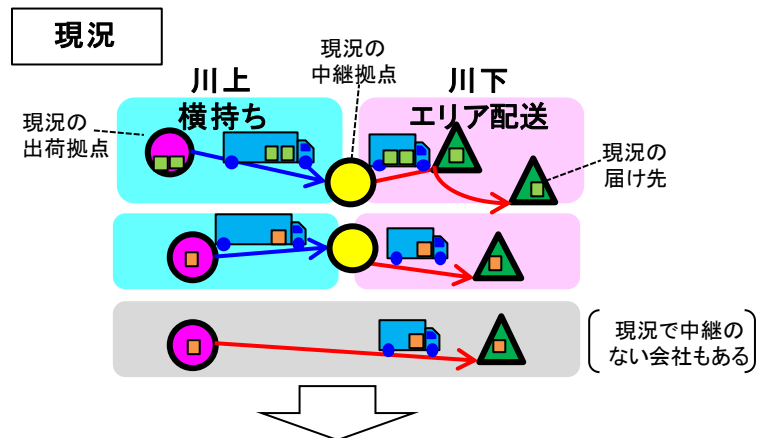 現況
現況の
中継拠点
川上
横持ち
川下
エリア配送
現況の
出荷拠点
現況の
届け先
現況で中継の
ない会社もある